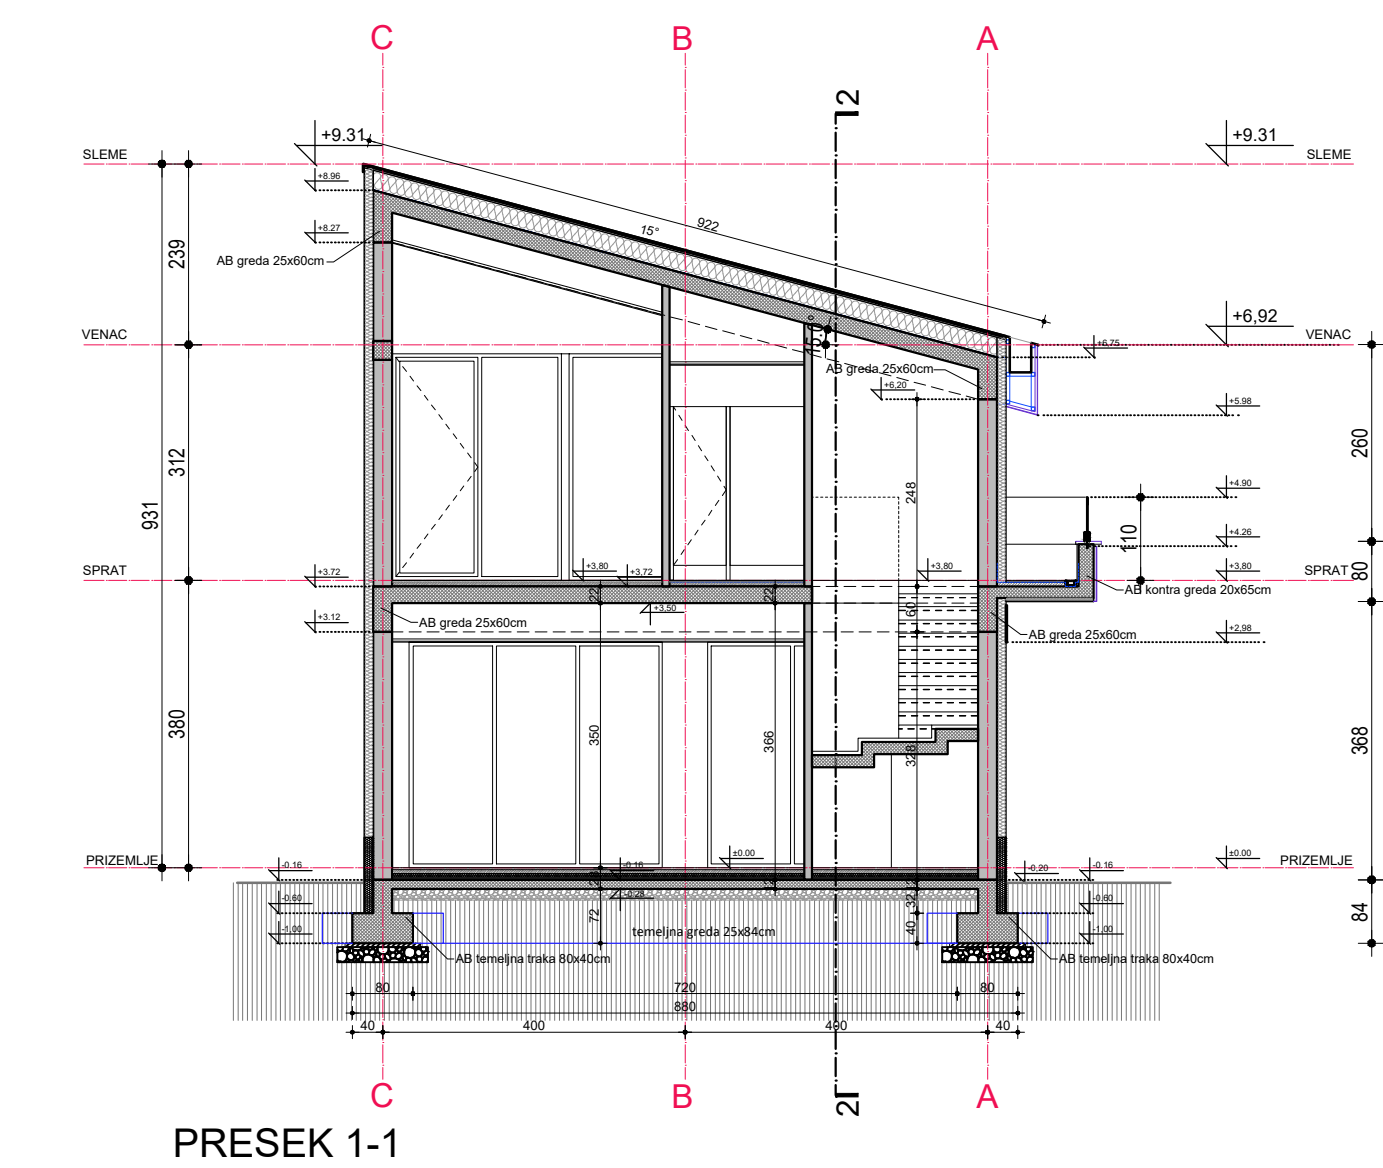 C
B
A
2
+9.31
+9.31
SLEME
SLEME
+8.96
922
15°
+8.27
239
AB greda 25x60cm
+6,92
VENAC
VENAC
15.0°
+6,75
AB greda 25x60cm
+6,20
+5.98
312
260
931
248
+4.90
110
+4.26
SPRAT
+3.72
+3,80
+3,72
+3,80
+3,80
SPRAT
80
22
22
60
AB kontra greda 20x65cm
+3,50
+3.12
AB greda 25x60cm
AB greda 25x60cm
+2,98
380
350
366
328
368
PRIZEMLJE
-0.16
-0.16
±0.00
-0,20
-0.16
±0.00
PRIZEMLJE
-0.28
12
-0.60
72
32
40
-0.60
84
-1,00
temeljna greda 25x84cm
-1,00
AB temeljna traka 80x40cm
AB temeljna traka 80x40cm
80
720
80
880
40
400
400
40
C
B
2
A
PRESEK 1-1